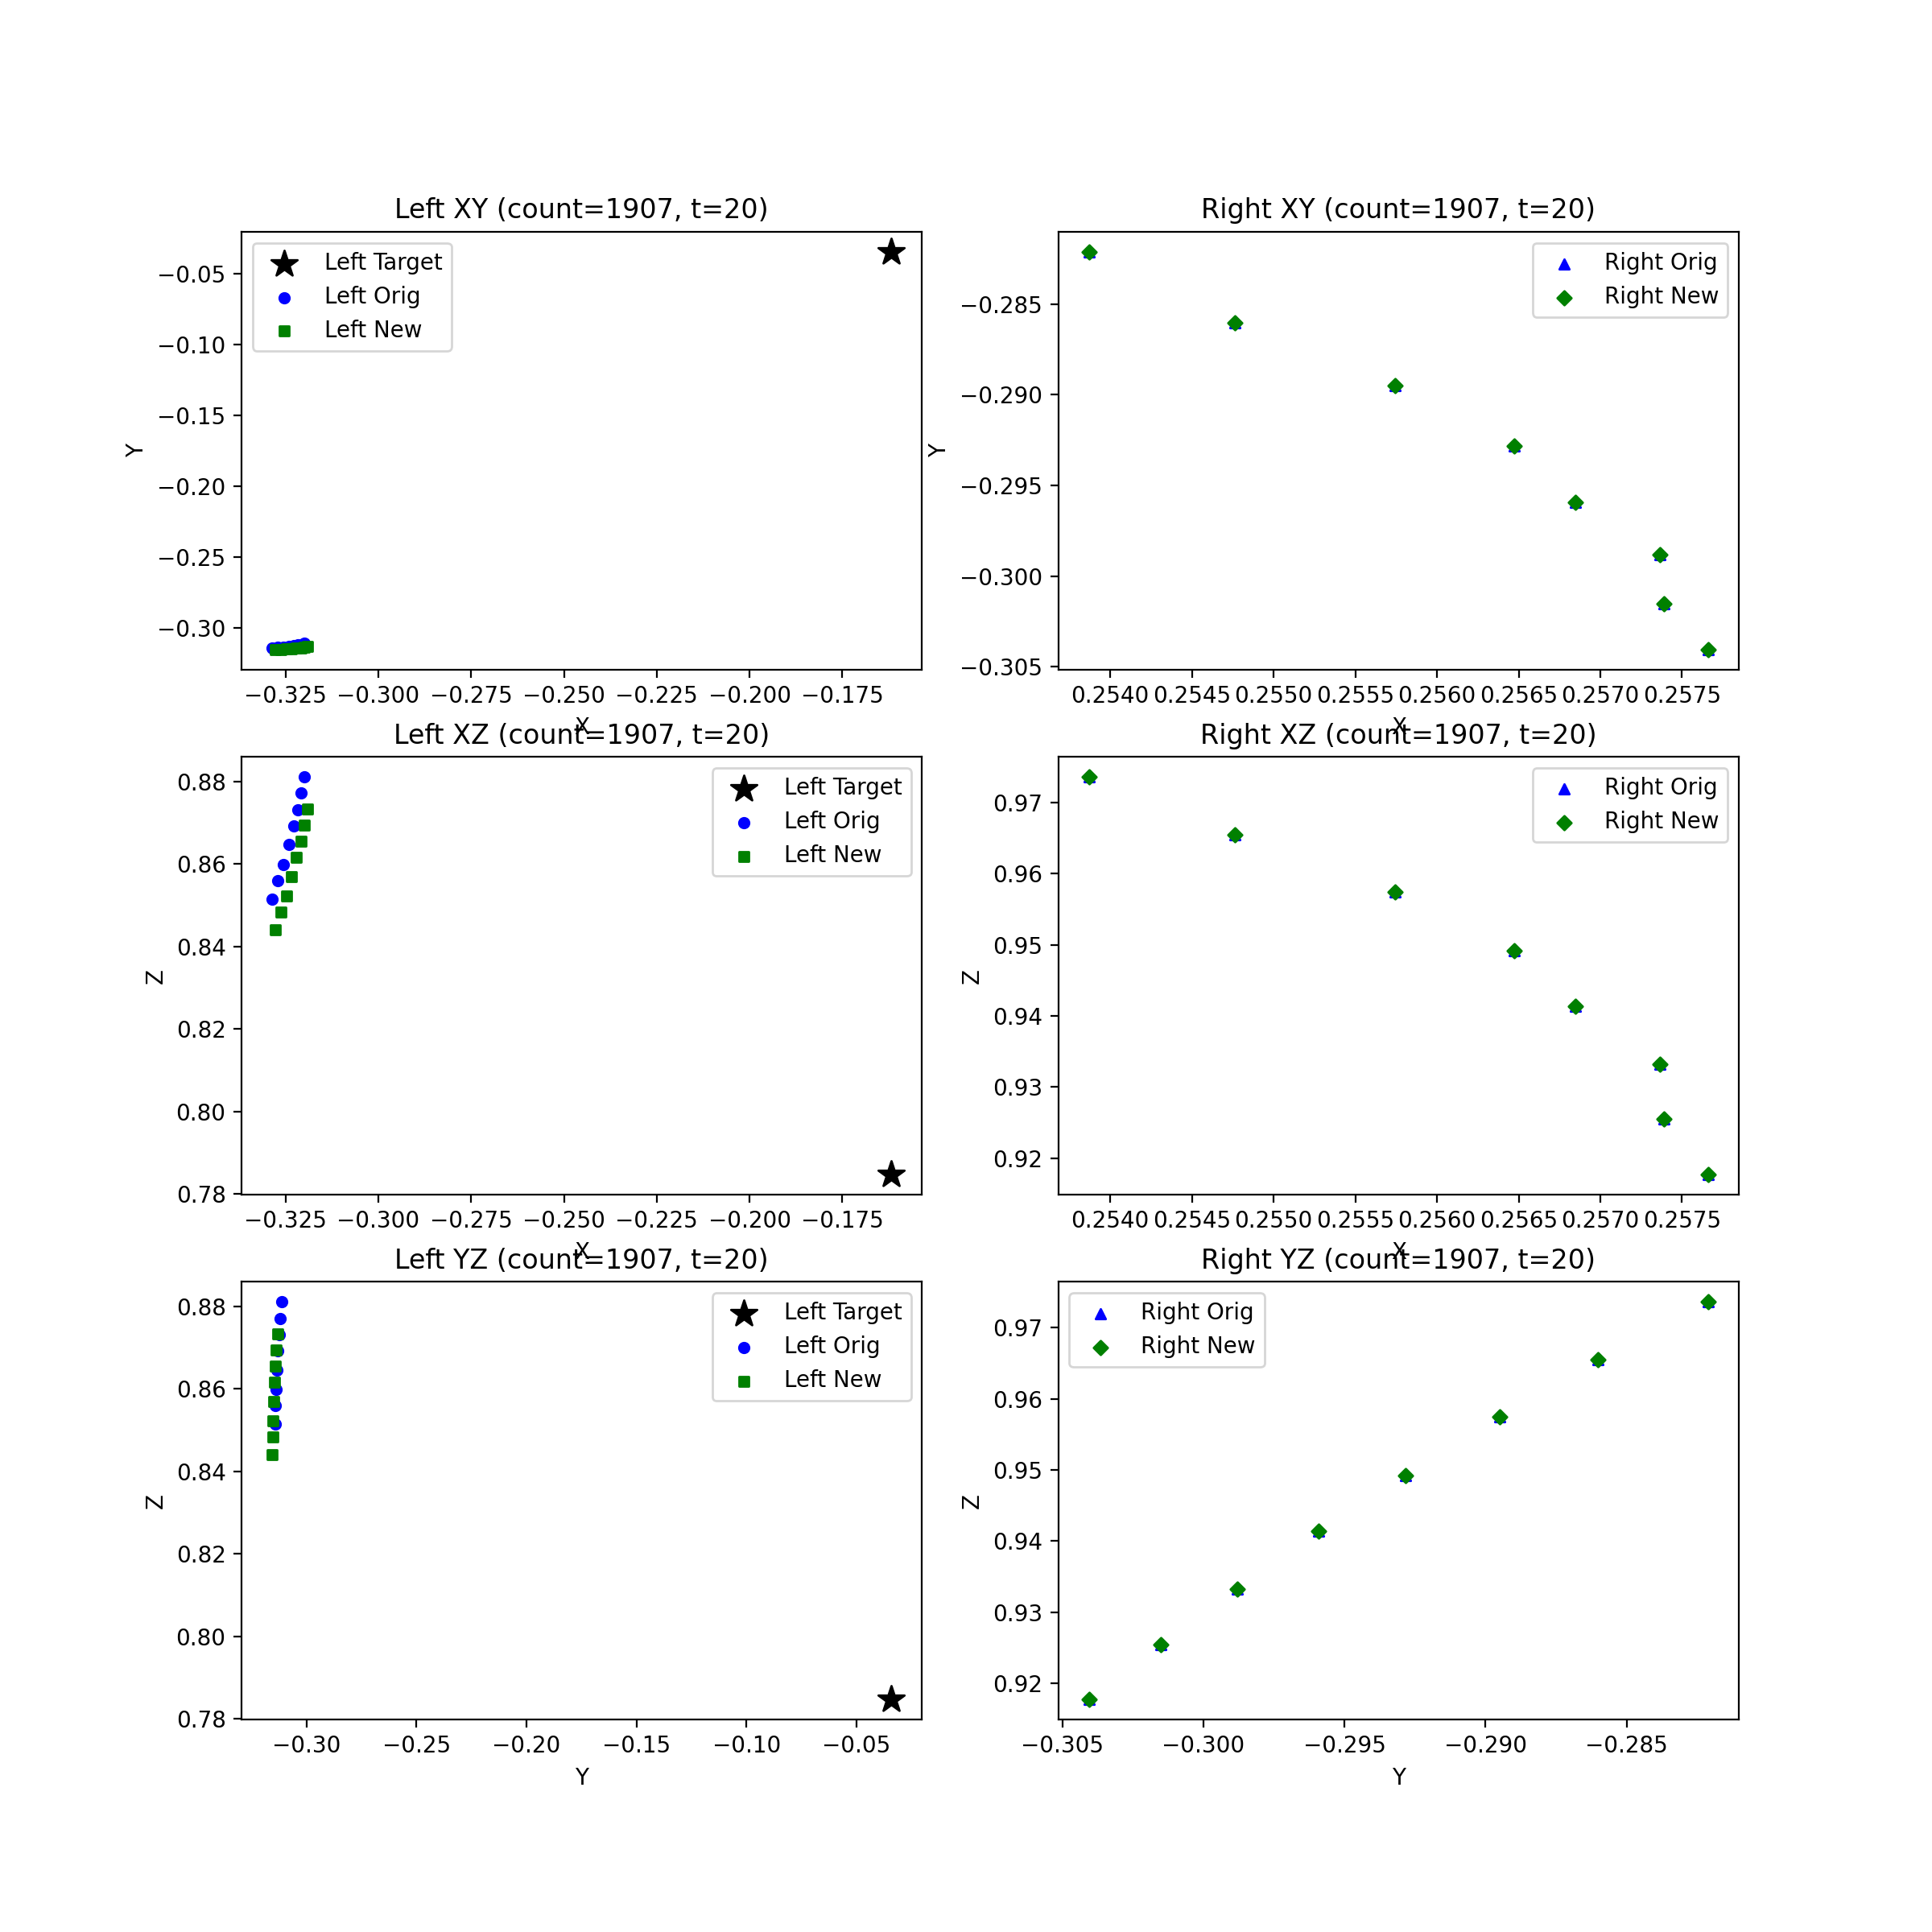 Left XY (count=1907, t=20)
Left Target
Left Orig
Left New
−0.05
−0.10
−0.15
−0.20
−0.25
−0.30
Y
−0.325 −0.300 −0.275 −0.250 −0.225 −0.200 −0.175
X
Right XY (count=1907, t=20)
Right Orig
Right New
−0.285
−0.290
−0.295
−0.300
−0.305
Y
0.2540 0.2545 0.2550 0.2555 0.2560 0.2565 0.2570 0.2575
X
Left XZ (count=1907, t=20)
Left Target
Left Orig
Left New
0.88
0.86
0.84
0.82
0.80
0.78
Z
−0.325 −0.300 −0.275 −0.250 −0.225 −0.200 −0.175
X
Right XZ (count=1907, t=20)
Right Orig
Right New
0.97
0.96
0.95
0.94
0.93
0.92
Z
0.2540 0.2545 0.2550 0.2555 0.2560 0.2565 0.2570 0.2575
X
Left YZ (count=1907, t=20)
Left Target
Left Orig
Left New
0.88
0.86
0.84
0.82
0.80
0.78
Z
−0.30 −0.25 −0.20 −0.15 −0.10 −0.05
Y
Right YZ (count=1907, t=20)
Right Orig
Right New
0.97
0.96
0.95
0.94
0.93
0.92
Z
−0.305 −0.300 −0.295 −0.290 −0.285
Y